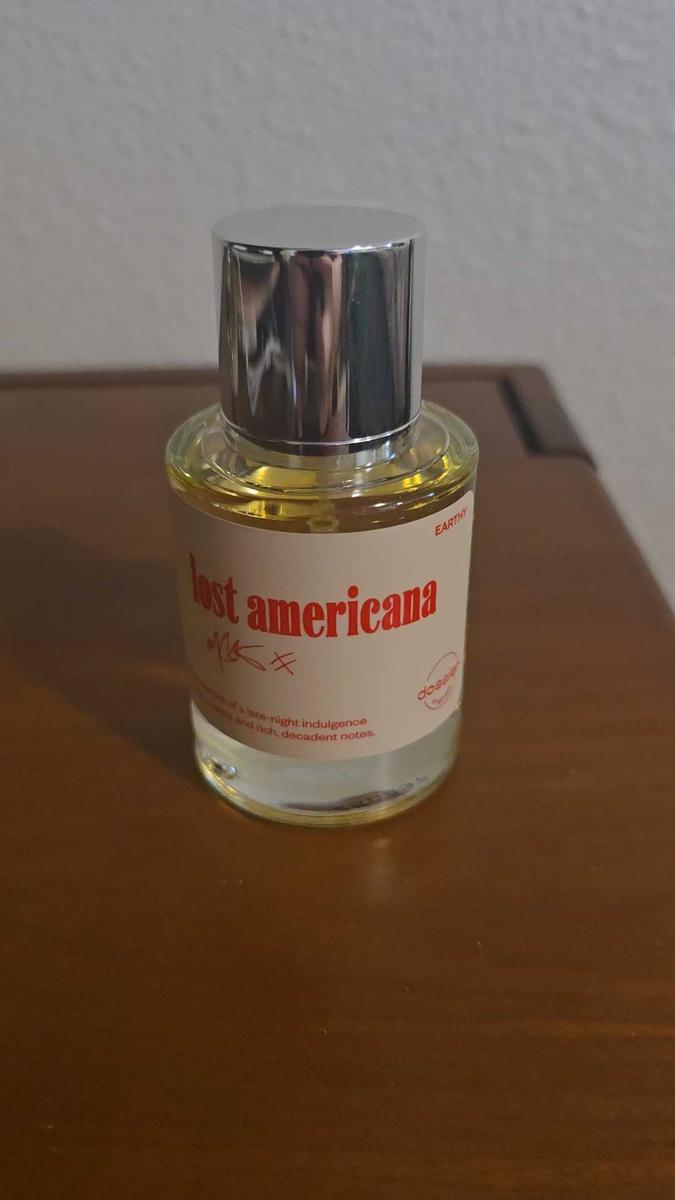 EARTHY
lost americana
dossier
of a late-night indulgence
and rich, decadent notes.